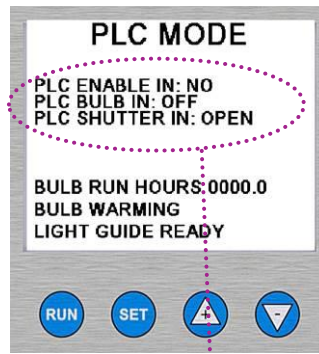 PLC MODE
PLC ENABLE IN: NO
PLC BULB IN: OFF
PLC SHUTTER IN: OPEN
BULB RUN HOURS 0000.0
BULB WARMING
LIGHT GUIDE READY
RUN SET + -